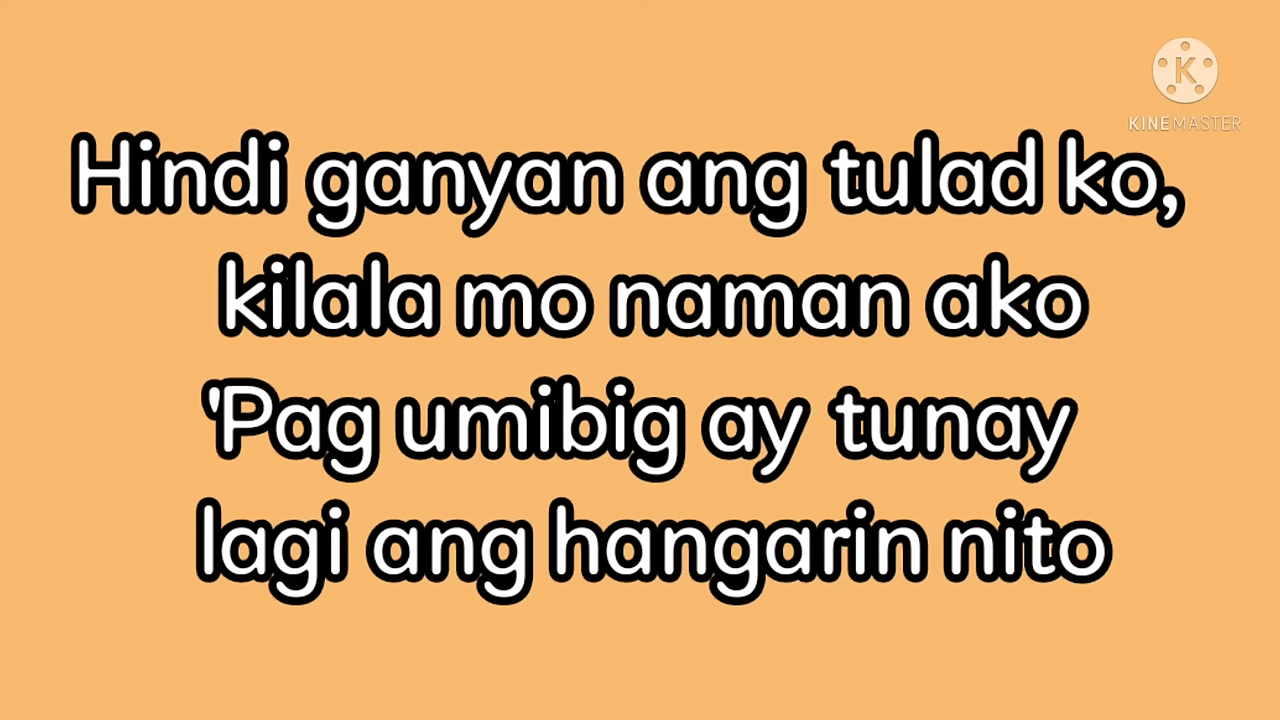 KINEMASTER
Hindi ganyan ang tulad ko,
kilala mo naman ako
'Pag umibig ay tunay
lagi ang hangarin nito